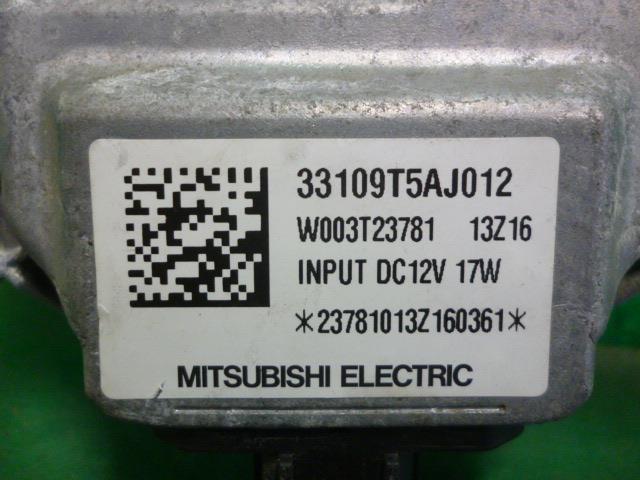 33109T5AJ012
W003T23781 13Z16
INPUT DC12V 17W
*23781013Z160361*
MITSUBISHI ELECTRIC